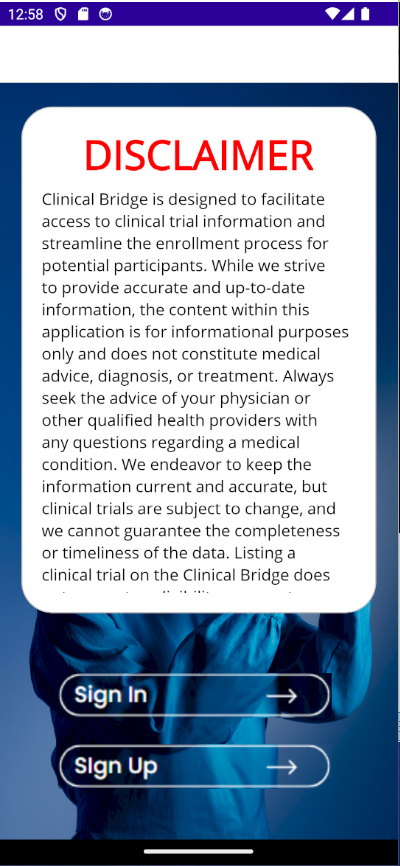 12:58
DISCLAIMER
Clinical Bridge is designed to facilitate
access to clinical trial information and
streamline the enrollment process for
potential participants. While we strive
to provide accurate and up-to-date
information, the content within this
application is for informational purposes
only and does not constitute medical
advice, diagnosis, or treatment. Always
seek the advice of your physician or
other qualified health providers with
any questions regarding a medical
condition. We endeavor to keep the
information current and accurate, but
clinical trials are subject to change, and
we cannot guarantee the completeness
or timeliness of the data. Listing a
clinical trial on the Clinical Bridge does
Sign In
SIgn Up